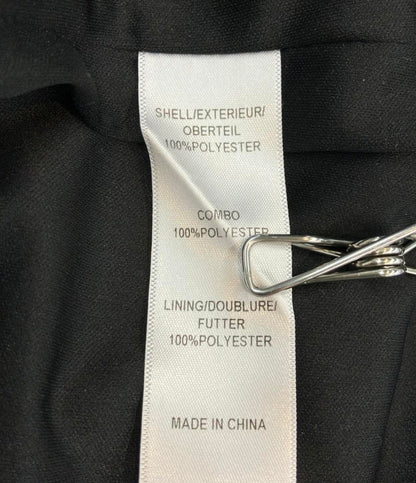 SHELL/EXTERIEUR/
OBERTEIL
100%POLYESTER
COMBO
100%POLYESTER
LINING/DOUBLURE/
FUTTER
100%POLYESTER
MADE IN CHINA